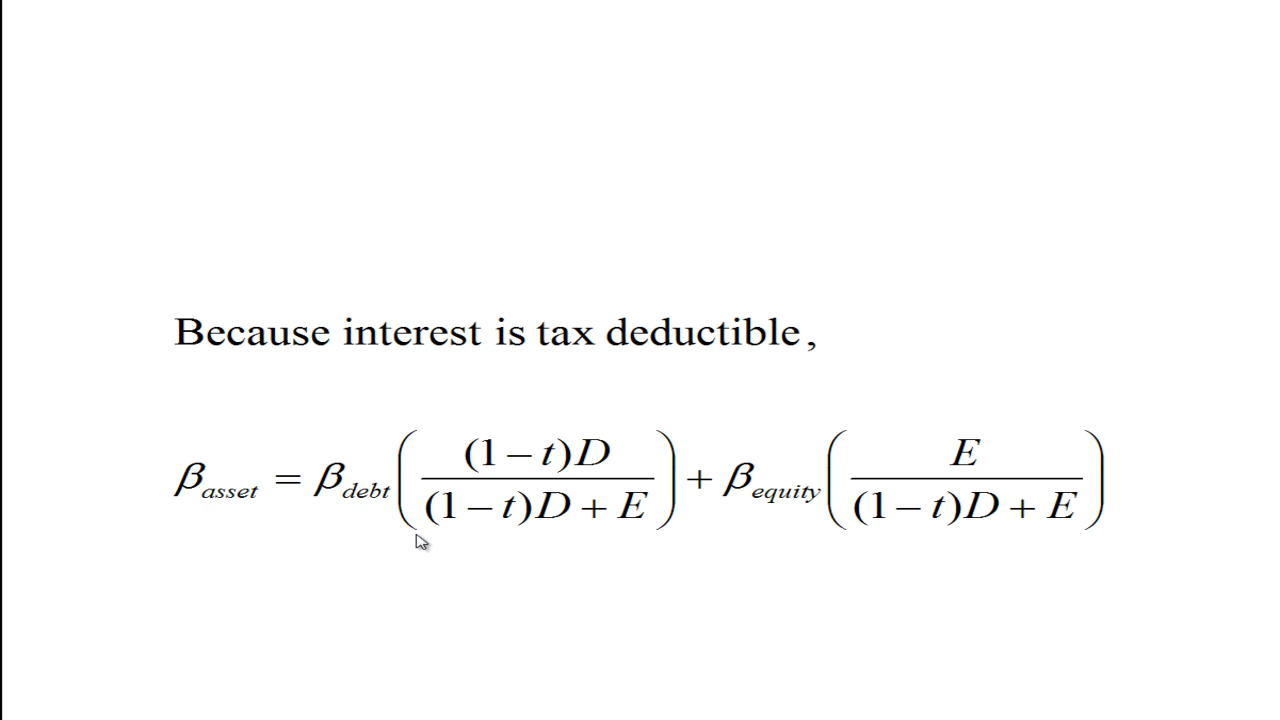 Because interest is tax deductible,
β_asset = β_debt ( (1 − t)D / ((1 − t)D + E) ) + β_equity ( E / ((1 − t)D + E) )